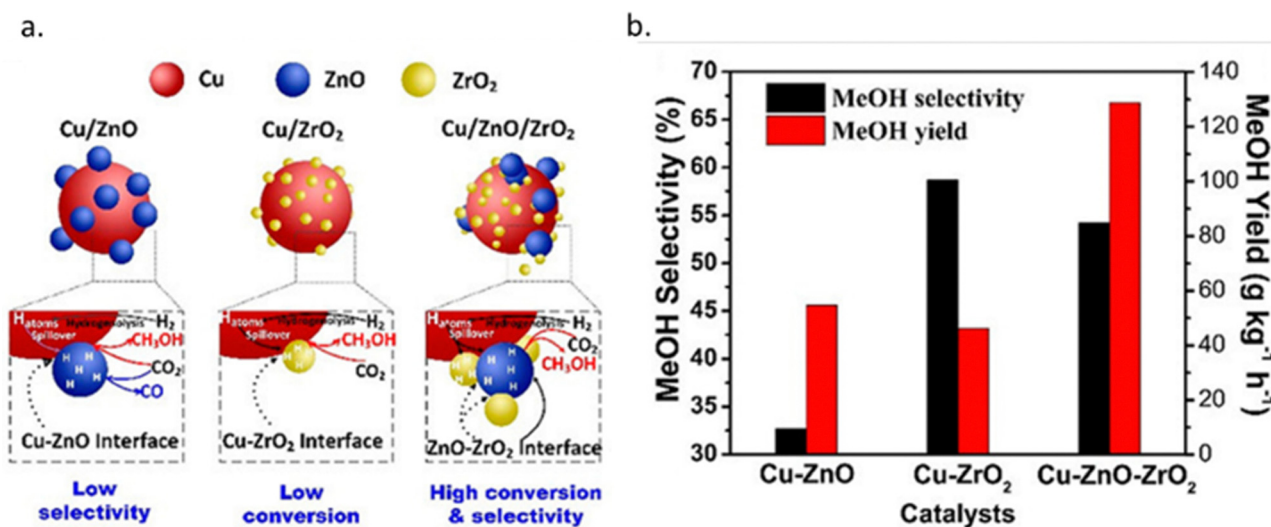 a.
Cu ZnO ZrO₂
Cu/ZnO Cu/ZrO₂ Cu/ZnO/ZrO₂
H atoms Spillover Hydrogenolysis H₂
CH₃OH
CO₂
CO
H H H H
Cu-ZnO Interface
H atoms Spillover Hydrogenolysis H₂
CH₃OH
CO₂
H H H
Cu-ZrO₂ Interface
H atoms Spillover Hydrogenolysis H₂
CO₂
CH₃OH
H H H H
ZnO-ZrO₂ Interface
Low
selectivity
Low
conversion
High conversion
& selectivity
b.
MeOH Selectivity (%)
70
65
60
55
50
45
40
35
30
MeOH selectivity
MeOH yield
140
120
100
80
60
40
20
0
MeOH Yield (g kg⁻¹ h⁻¹)
Cu-ZnO Cu-ZrO₂ Cu-ZnO-ZrO₂
Catalysts